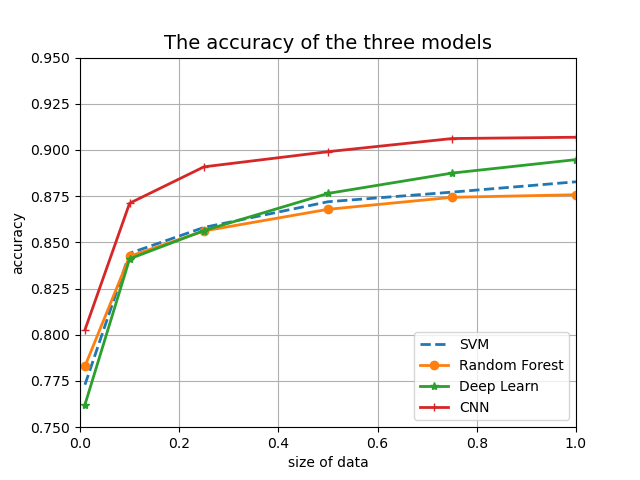 The accuracy of the three models
0.950
0.925
0.900
0.875
0.850
0.825
0.800
0.775
0.750
accuracy
0.0 0.2 0.4 0.6 0.8 1.0
size of data
SVM
Random Forest
Deep Learn
CNN